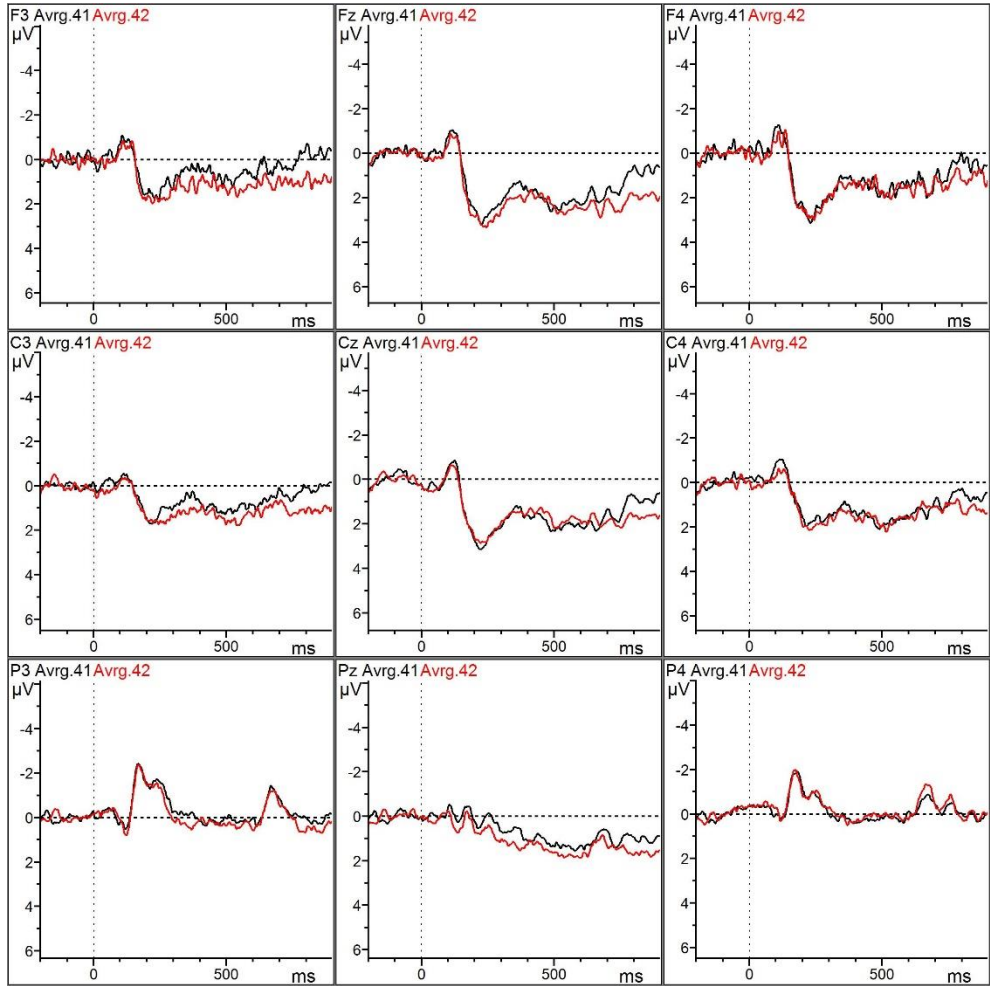 F3 Avrg.41 Avrg.42
µV
-4
-2
0
2
4
6
0 500 ms
Fz Avrg.41 Avrg.42
µV
-4
-2
0
2
4
6
0 500 ms
F4 Avrg.41 Avrg.42
µV
-4
-2
0
2
4
6
0 500 ms
C3 Avrg.41 Avrg.42
µV
-4
-2
0
2
4
6
0 500 ms
Cz Avrg.41 Avrg.42
µV
-4
-2
0
2
4
6
0 500 ms
C4 Avrg.41 Avrg.42
µV
-4
-2
0
2
4
6
0 500 ms
P3 Avrg.41 Avrg.42
µV
-4
-2
0
2
4
6
0 500 ms
Pz Avrg.41 Avrg.42
µV
-4
-2
0
2
4
6
0 500 ms
P4 Avrg.41 Avrg.42
µV
-4
-2
0
2
4
6
0 500 ms